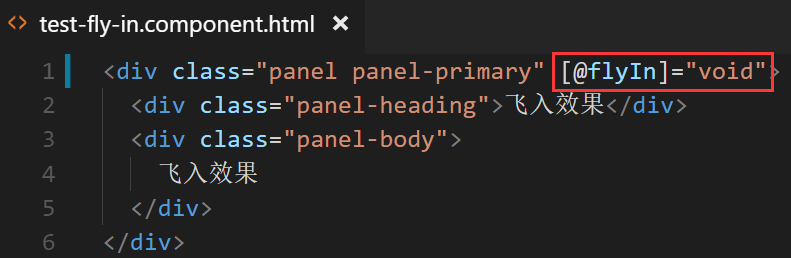 <> test-fly-in.component.html ×
1 <div class="panel panel-primary" [@flyIn]="void">
2 <div class="panel-heading">飞入效果</div>
3 <div class="panel-body">
4 飞入效果
5 </div>
6 </div>